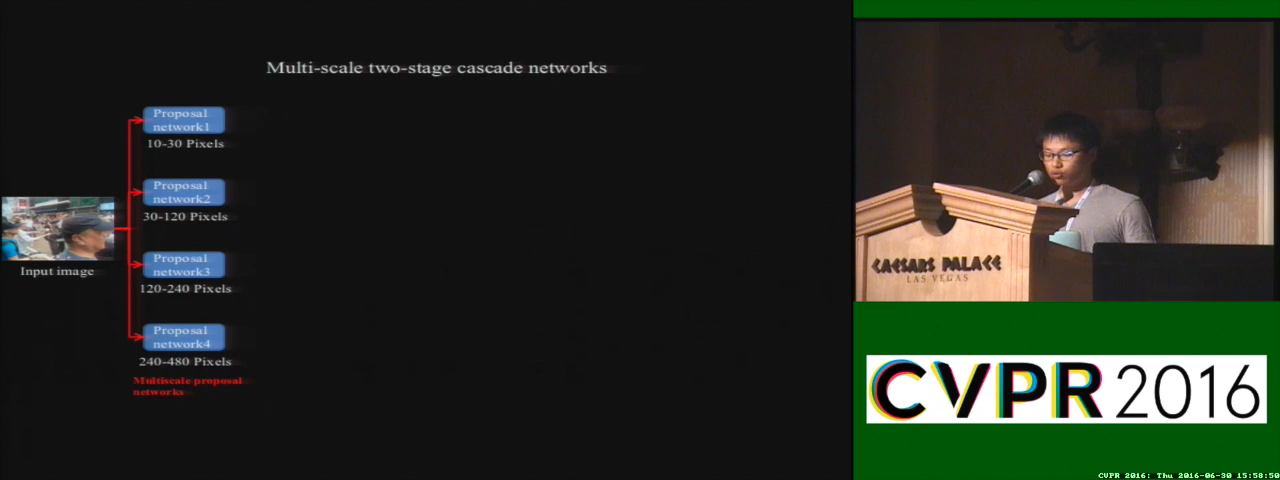 Multi-scale two-stage cascade networks
Proposal
network1
10-30 Pixels
Proposal
network2
30-120 Pixels
Input image
Proposal
network3
120-240 Pixels
Proposal
network4
240-480 Pixels
Multiscale proposal
networks
CAESARS PALACE
LAS VEGAS
CVPR 2016
CVPR 2016: Thu 2016-06-30 15:58:50